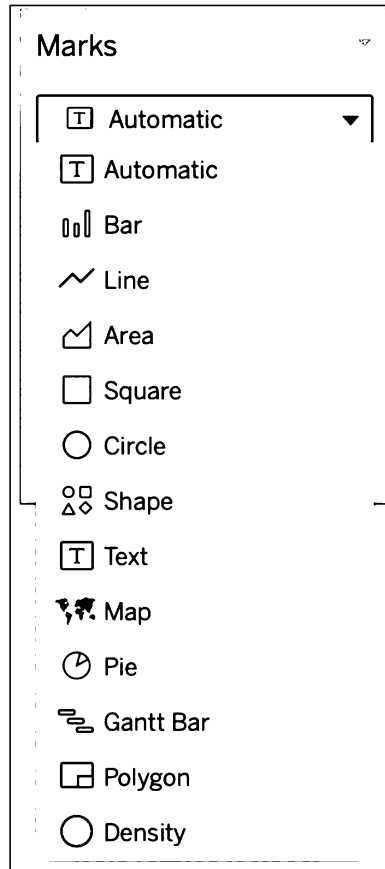 Marks
T Automatic
T Automatic
Bar
Line
Area
Square
Circle
Shape
T Text
Map
Pie
Gantt Bar
Polygon
Density